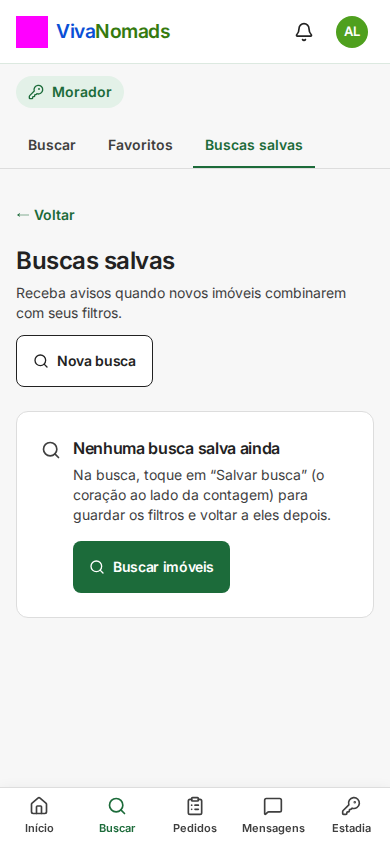 VivaNomads
AL
Morador
Buscar
Favoritos
Buscas salvas
← Voltar
Buscas salvas
Receba avisos quando novos imóveis combinarem
com seus filtros.
Nova busca
Nenhuma busca salva ainda
Na busca, toque em “Salvar busca” (o
coração ao lado da contagem) para
guardar os filtros e voltar a eles depois.
Buscar imóveis
Início
Buscar
Pedidos
Mensagens
Estadia